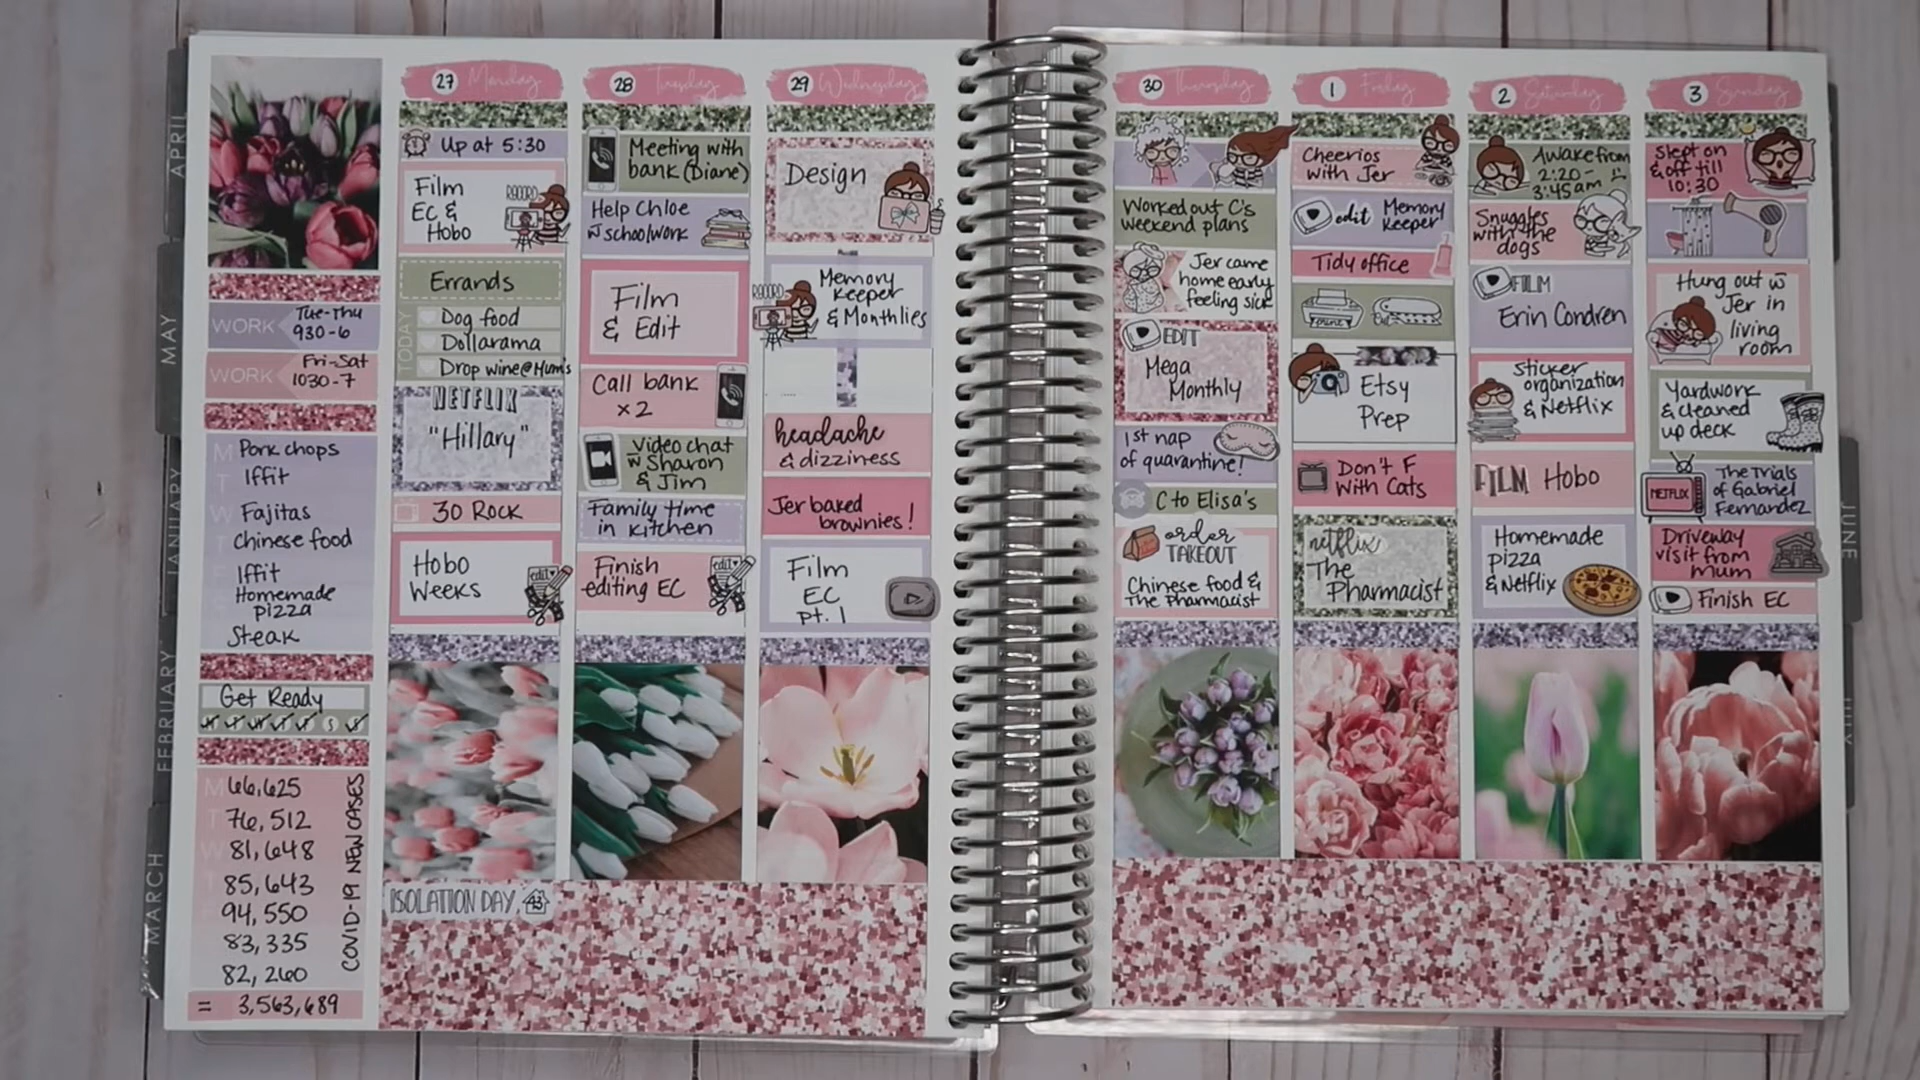 WORK Tue-Thu
930-6
WORK Fri-Sat
1030-7
M Pork chops
T Iffit
W Fajitas
Chinese food
Iffit
Homemade
pizza
Steak
Get Ready
M T W T F S S
M 66,625
T 76,512
W 81,648
85,643
94,550
83,335
82,260
= 3,563,689
COVID-19 NEW CASES
27 Monday
Up at 5:30
Film
EC &
Hobo
RECORD
Errands
TODAY
Dog food
Dollarama
Drop wine@Mum's
NETFLIX
"Hillary"
30 Rock
Hobo
Weeks
edit
ISOLATION DAY 43
28 Tuesday
Meeting with
bank (Diane)
Help Chloe
w schoolwork
Film
& Edit
Call bank
x2
Video chat
w Sharon
& Jim
Family time
in kitchen
Finish
editing EC
edit
29 Wednesday
Design
RECORD
Memory
Keeper
& Monthlies
headache
& dizziness
Jer baked
brownies!
Film
EC
pt. 1
30 Thursday
Worked out C's
weekend plans
Jer came
home early
feeling sick
EDIT
Mega
Monthly
1st nap
of quarantine!
C to Elisa's
order
TAKEOUT
Chinese food &
The Pharmacist
1 Friday
Cheerios
with Jer
edit Memory
Keeper
Tidy office
Etsy
Prep
Don't F
With Cats
netflix
The
Pharmacist
2 Saturday
Awake from
2:20-
3:45am
Snuggles
with the
dogs
FILM
Erin Condren
Sticker
organization
& Netflix
FILM Hobo
Homemade
pizza
& Netflix
3 Sunday
Slept on
& off till
10:30
Hung out w
Jer in
living
room
Yardwork
& cleaned
up deck
NETFLIX
The Trials
of Gabriel
Fernandez
Driveway
visit from
mum
Finish EC
APRIL
MAY
JANUARY
FEBRUARY
MARCH
JUNE
JULY